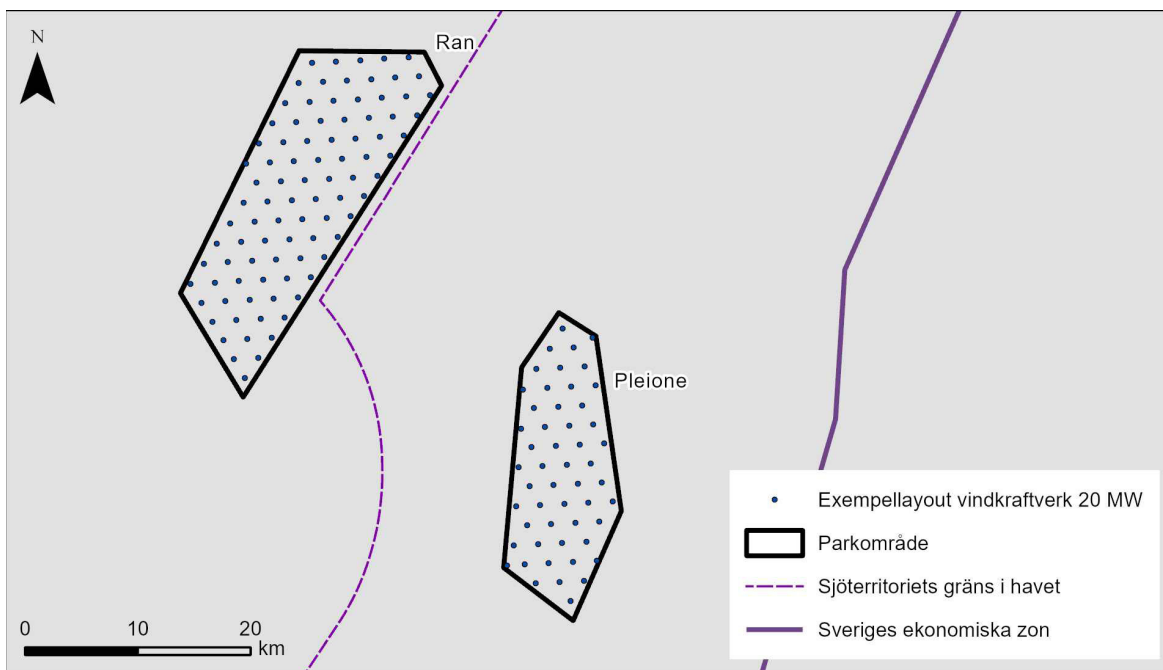 N
Ran
Pleione
Exempellayout vindkraftverk 20 MW
Parkområde
Sjöterritoriets gräns i havet
Sveriges ekonomiska zon
0 10 20
km